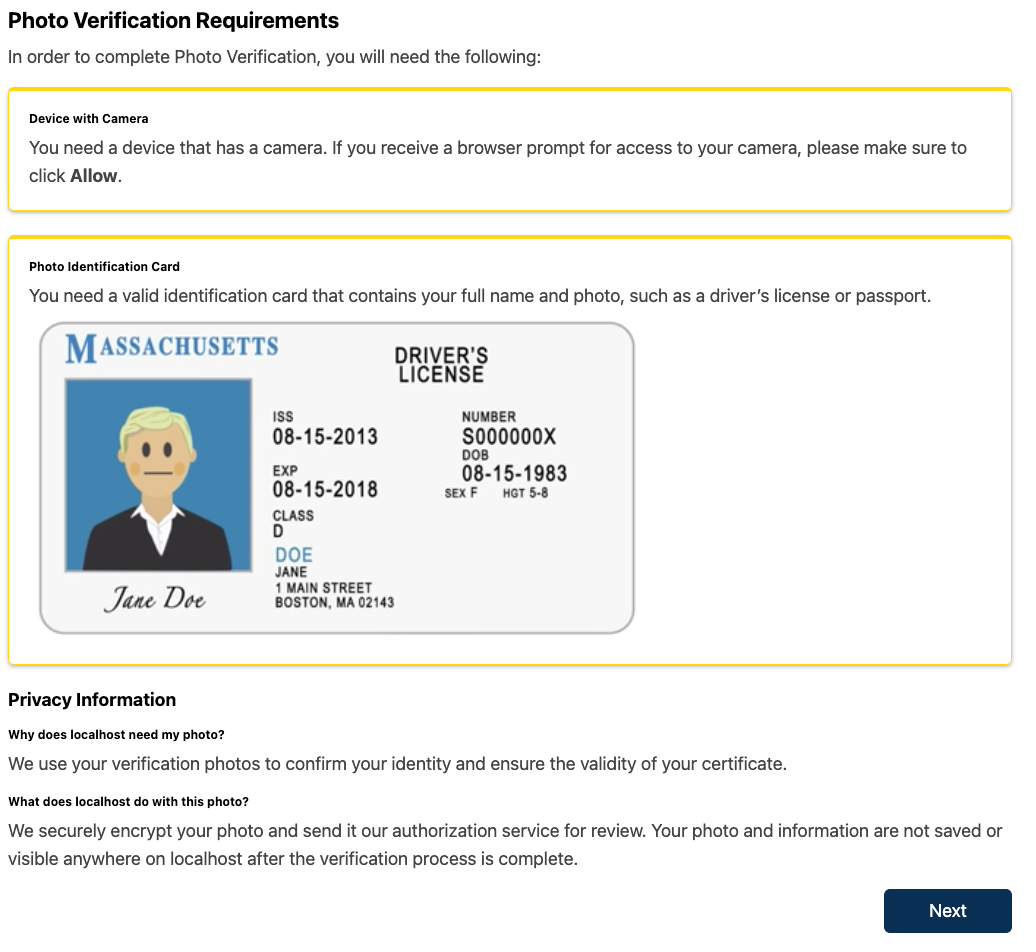 Photo Verification Requirements
In order to complete Photo Verification, you will need the following:
Device with Camera
You need a device that has a camera. If you receive a browser prompt for access to your camera, please make sure to
click Allow.
Photo Identification Card
You need a valid identification card that contains your full name and photo, such as a driver’s license or passport.
MASSACHUSETTS
DRIVER'S
LICENSE
ISS
08-15-2013
NUMBER
S000000X
DOB
08-15-1983
EXP
08-15-2018
SEX F HGT 5-8
CLASS
D
DOE
JANE
1 MAIN STREET
BOSTON, MA 02143
Jane Doe
Privacy Information
Why does localhost need my photo?
We use your verification photos to confirm your identity and ensure the validity of your certificate.
What does localhost do with this photo?
We securely encrypt your photo and send it our authorization service for review. Your photo and information are not saved or
visible anywhere on localhost after the verification process is complete.
Next